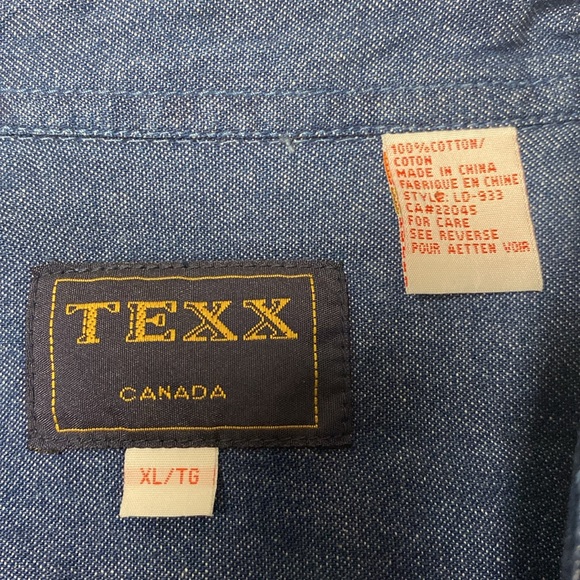 100%COTTON/
COTON
MADE IN CHINA
FABRIQUE EN CHINE
STYLE: LD-933
CA#22045
FOR CARE
SEE REVERSE
POUR AETTEN VOIR
TEXX
CANADA
XL/TG